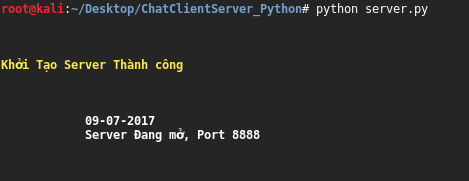 root@kali:~/Desktop/ChatClientServer_Python# python server.py
Khởi Tạo Server Thành công
09-07-2017
Server Đang mở, Port 8888